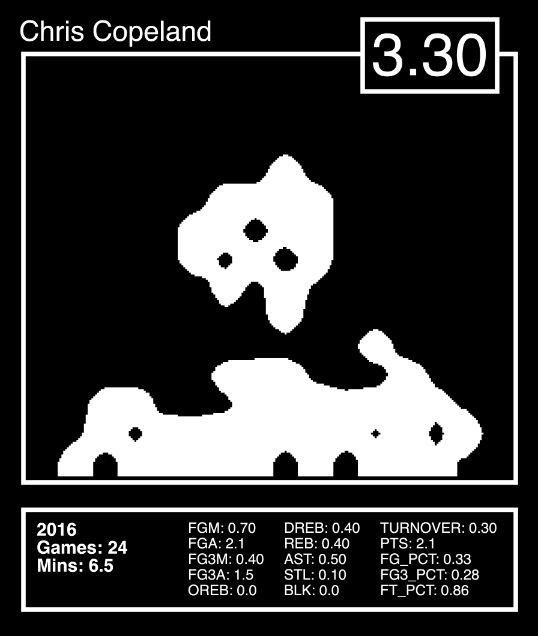 Chris Copeland
3.30
2016
Games: 24
Mins: 6.5
FGM: 0.70
FGA: 2.1
FG3M: 0.40
FG3A: 1.5
OREB: 0.0
DREB: 0.40
REB: 0.40
AST: 0.50
STL: 0.10
BLK: 0.0
TURNOVER: 0.30
PTS: 2.1
FG_PCT: 0.33
FG3_PCT: 0.28
FT_PCT: 0.86